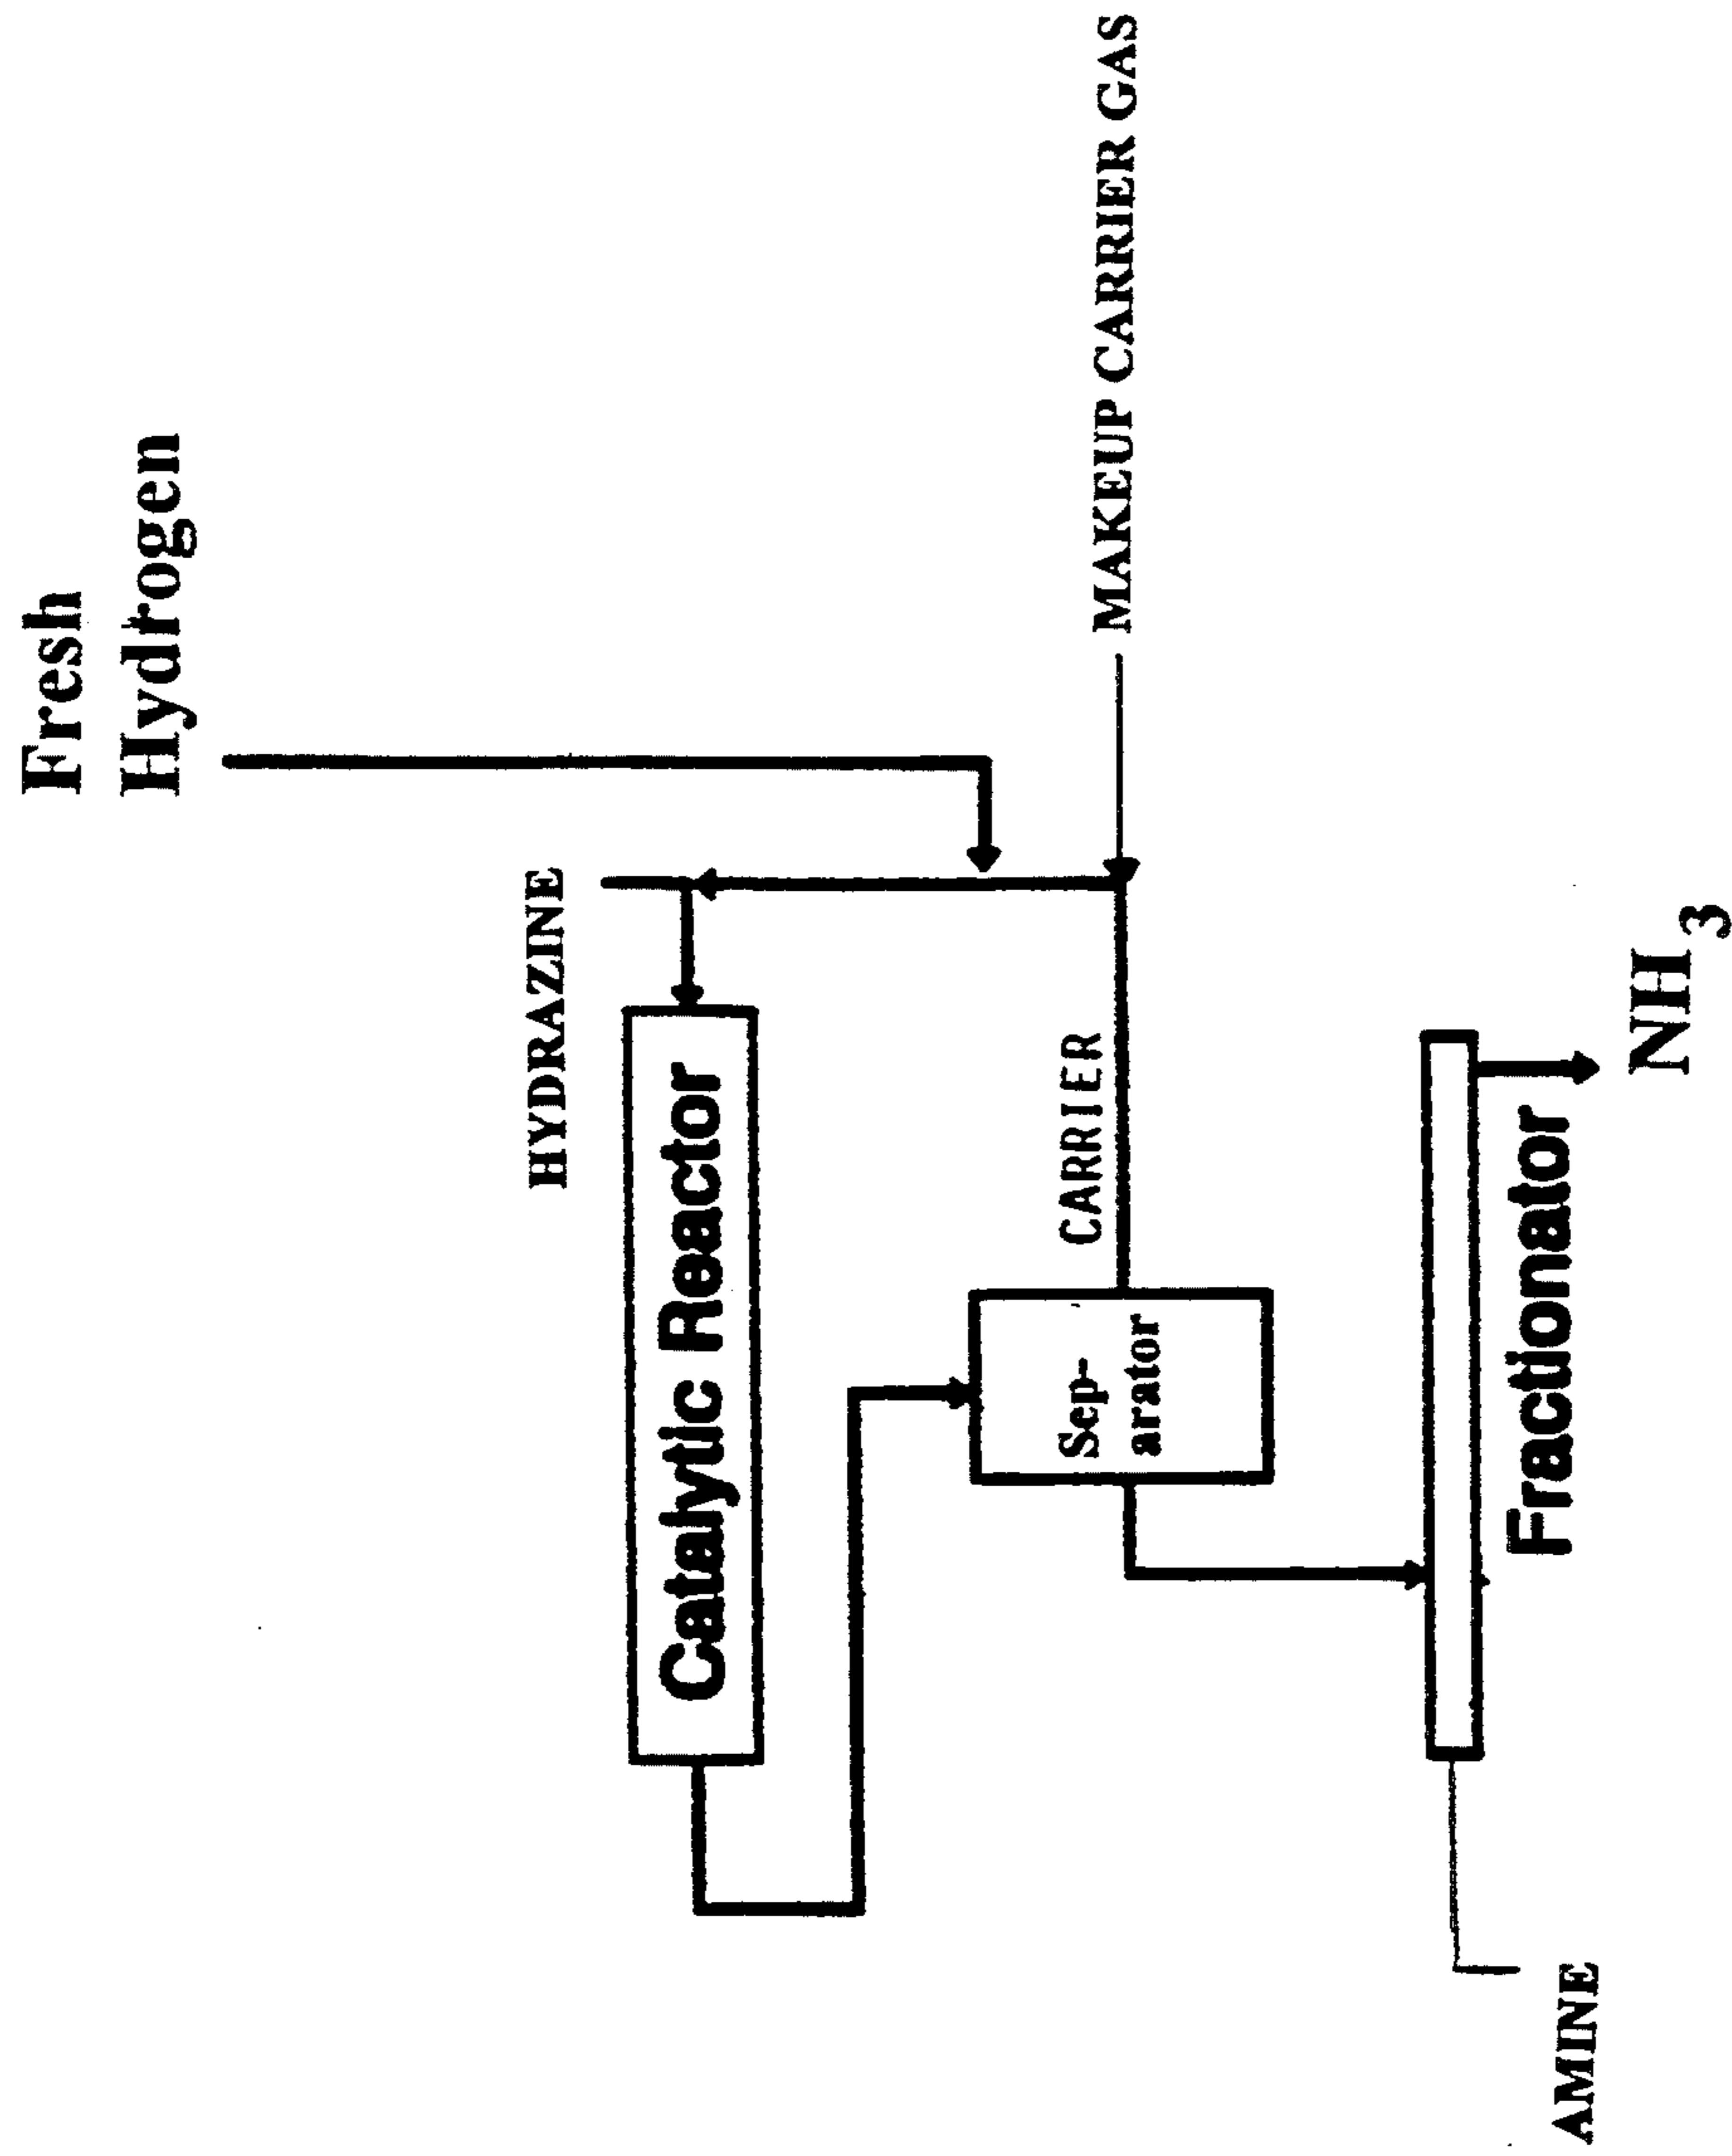 Fresh
Hydrogen
HYDRAZINE
Catalytic Reactor
MAKEUP CARRIER GAS
CARRIER
Sep-
arator
Fractionator
NH3
AMINE